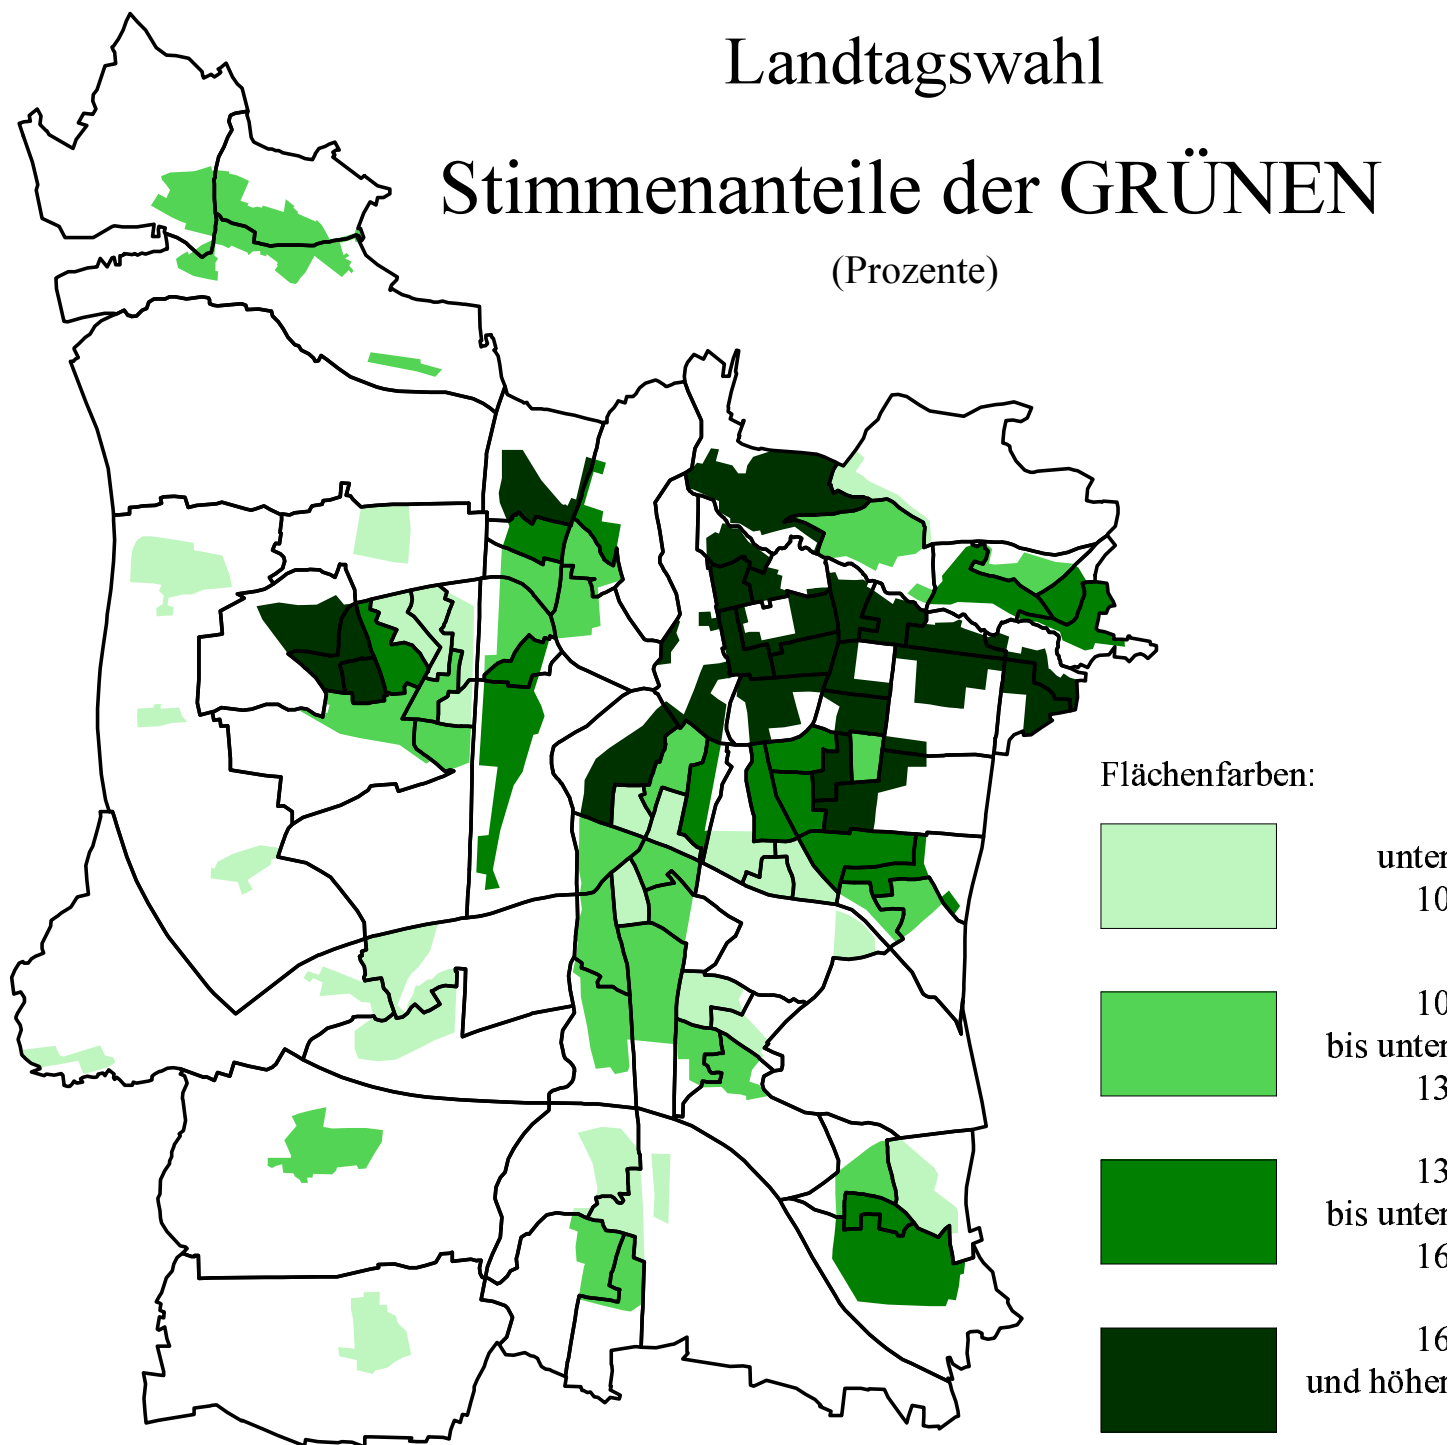 Landtagswahl
Stimmenanteile der GRÜNEN
(Prozente)
Flächenfarben:
unter
10
10
bis unter
13
13
bis unter
16
16
und höher